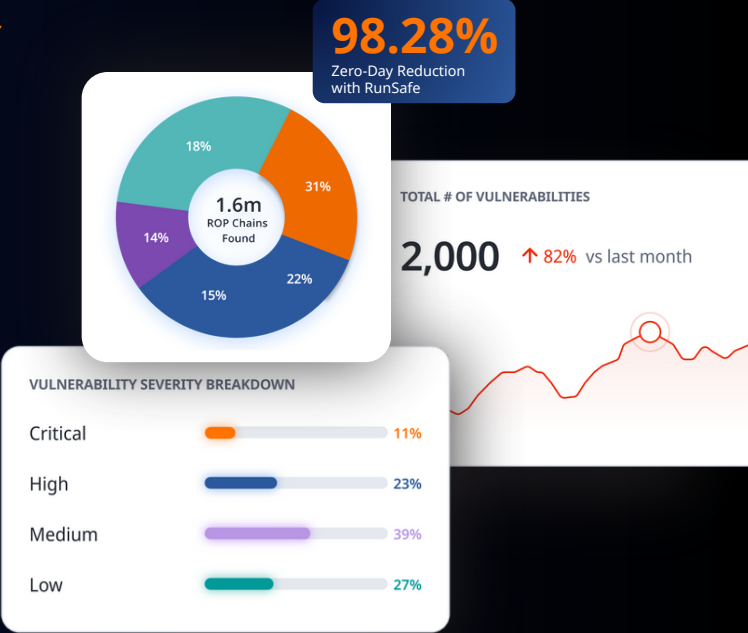 98.28%
Zero-Day Reduction
with RunSafe
18%
31%
1.6m
ROP Chains
Found
14%
22%
15%
TOTAL # OF VULNERABILITIES
2,000
82% vs last month
VULNERABILITY SEVERITY BREAKDOWN
Critical 11%
High 23%
Medium 39%
Low 27%